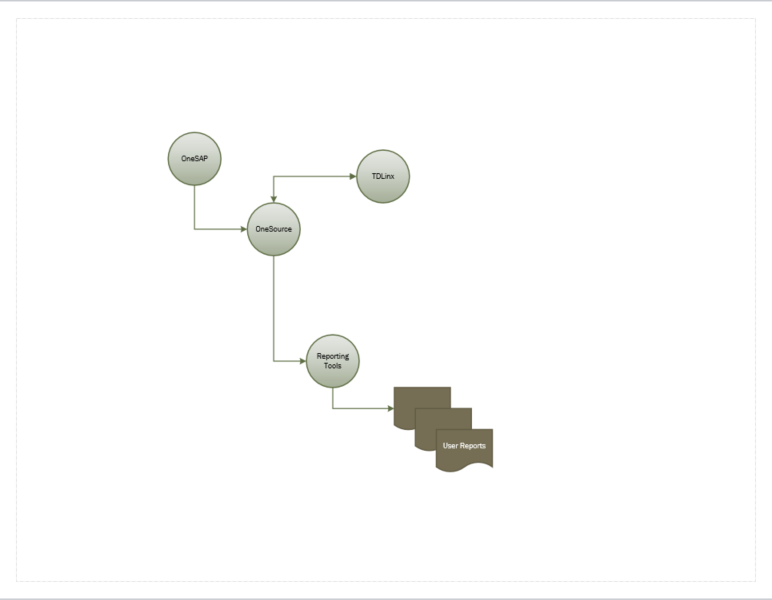 OneSAP
TDLinx
OneSource
Reporting
Tools
User Reports